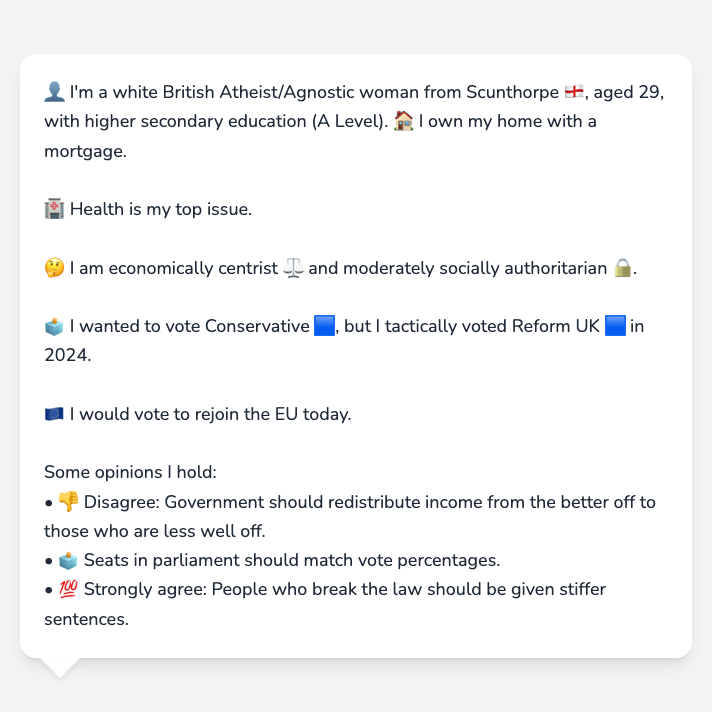 👤 I'm a white British Atheist/Agnostic woman from Scunthorpe 🏴󠁧󠁢󠁥󠁮󠁧󠁿, aged 29,
with higher secondary education (A Level). 🏠 I own my home with a
mortgage.
🏥 Health is my top issue.
🤔 I am economically centrist ⚖️ and moderately socially authoritarian 🔒.
🗳️ I wanted to vote Conservative 🟦, but I tactically voted Reform UK 🟦 in
2024.
🇪🇺 I would vote to rejoin the EU today.
Some opinions I hold:
• 👎 Disagree: Government should redistribute income from the better off to
those who are less well off.
• 🗳️ Seats in parliament should match vote percentages.
• 💯 Strongly agree: People who break the law should be given stiffer
sentences.